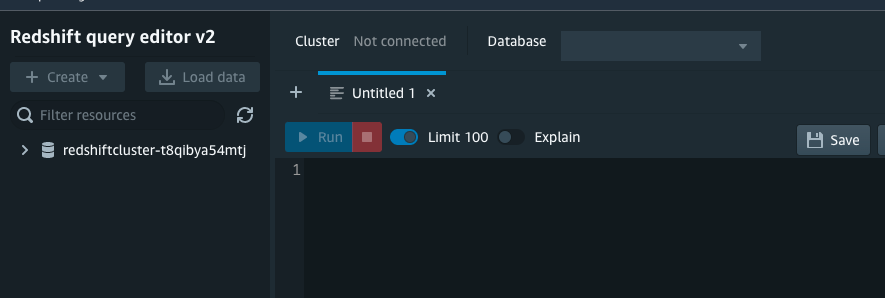 Redshift query editor v2
Create
Load data
Filter resources
redshiftcluster-t8qibya54mtj
Cluster Not connected Database
Untitled 1
Run Limit 100 Explain Save
1